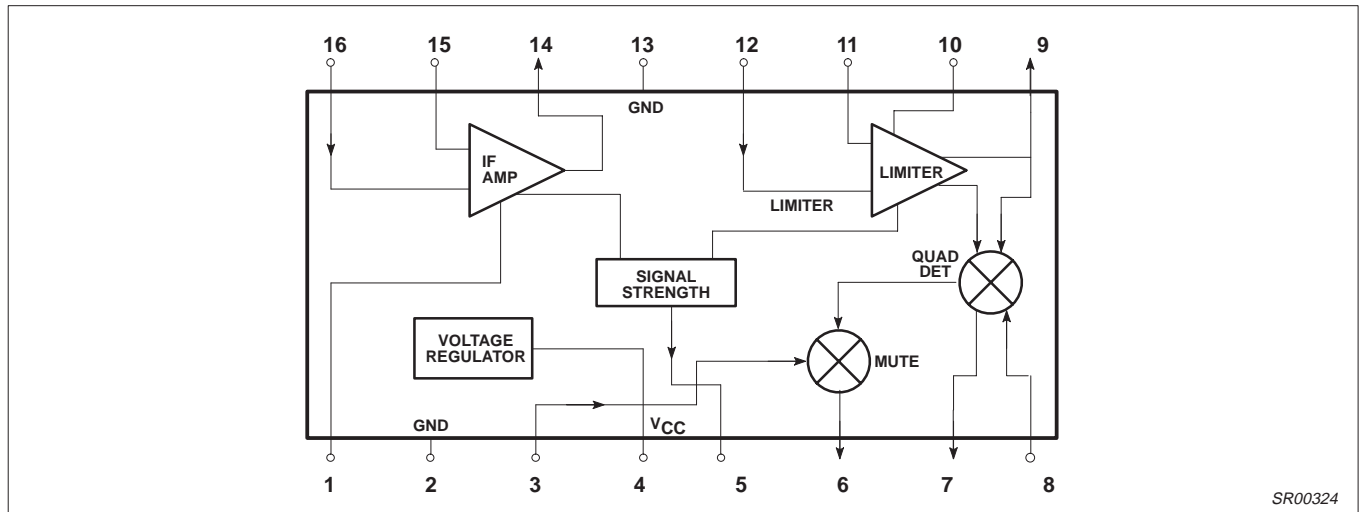 16 15 14 13 12 11 10 9
GND
IF
AMP
LIMITER
LIMITER
QUAD
DET
SIGNAL
STRENGTH
VOLTAGE
REGULATOR
MUTE
GND
VCC
1 2 3 4 5 6 7 8
SR00324